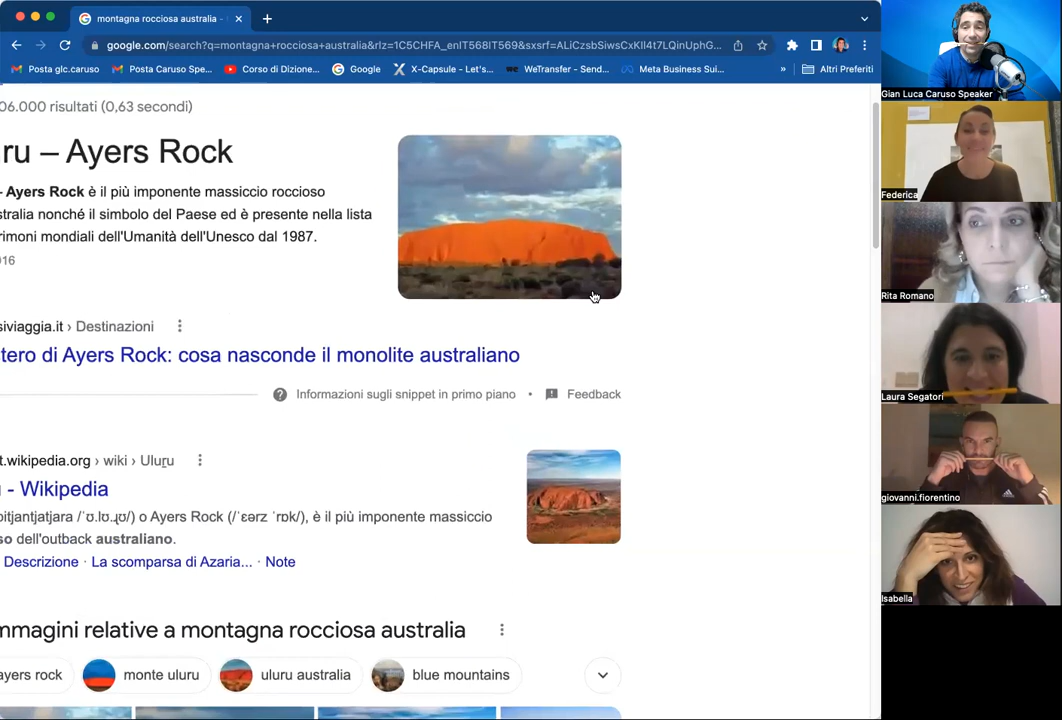 montagna rocciosa australia -
google.com/search?q=montagna+rocciosa+australia&rlz=1C5CHFA_enIT568IT569&sxsrf=ALiCzsbSiwsCxKlI4t7LQinUphG...
Posta glc.caruso
Posta Caruso Spe...
Corso di Dizione...
Google
X-Capsule - Let's...
WeTransfer - Send...
Meta Business Sui...
»
Altri Preferiti
06.000 risultati (0,63 secondi)
ru – Ayers Rock
- Ayers Rock è il più imponente massiccio roccioso
stralia nonché il simbolo del Paese ed è presente nella lista
rimoni mondiali dell'Umanità dell'Unesco dal 1987.
016
siviaggia.it › Destinazioni
tero di Ayers Rock: cosa nasconde il monolite australiano
Informazioni sugli snippet in primo piano • Feedback
t.wikipedia.org › wiki › Uluṟu
- Wikipedia
pitjantjatjara /ˈʊ.lʊ.ɻʊ/) o Ayers Rock (/ˈɛərz ˈrɒk/), è il più imponente massiccio
so dell'outback australiano.
Descrizione · La scomparsa di Azaria... · Note
mmagini relative a montagna rocciosa australia
ayers rock
monte uluru
uluru australia
blue mountains
Gian Luca Caruso Speaker
Federica
Rita Romano
Laura Segatori
giovanni.fiorentino
Isabella